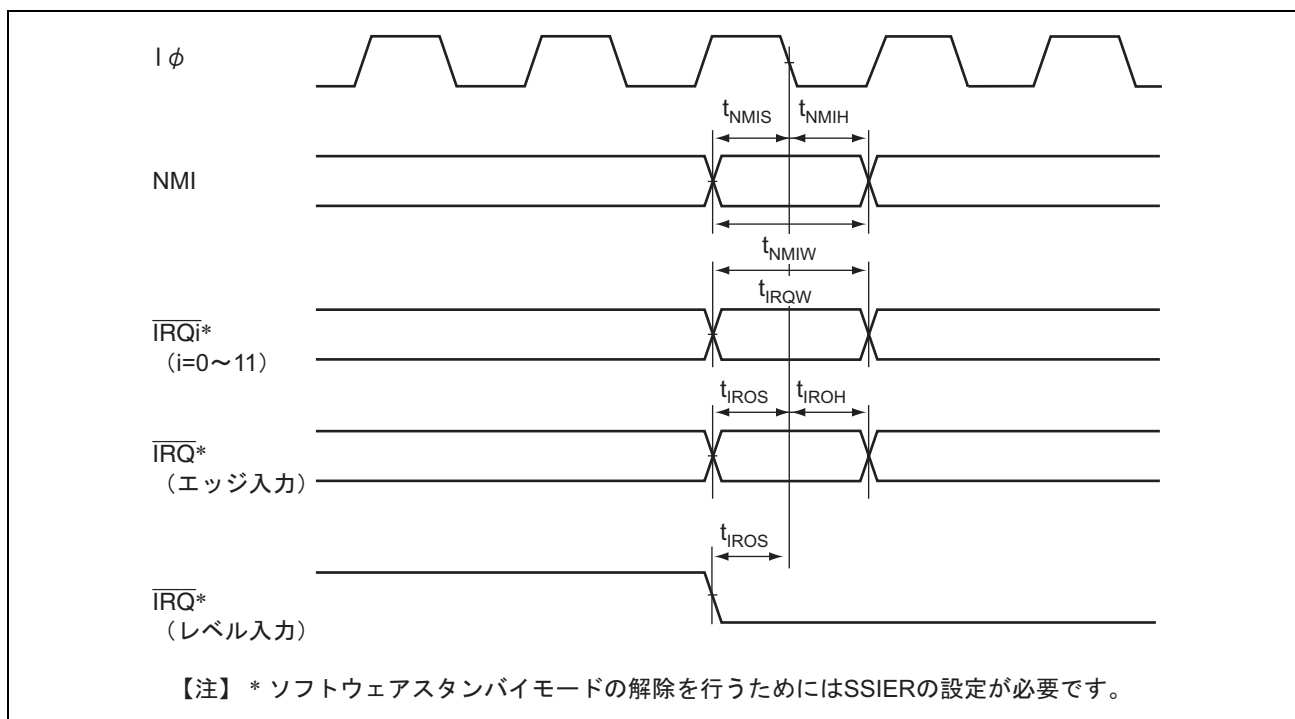 Iφ
tNMIS
tNMIH
NMI
tNMIW
tIRQW
IRQi*
（i=0〜11）
tIROS
tIROH
IRQ*
（エッジ入力）
tIROS
IRQ*
（レベル入力）
【注】 * ソフトウェアスタンバイモードの解除を行うためにはSSIERの設定が必要です。